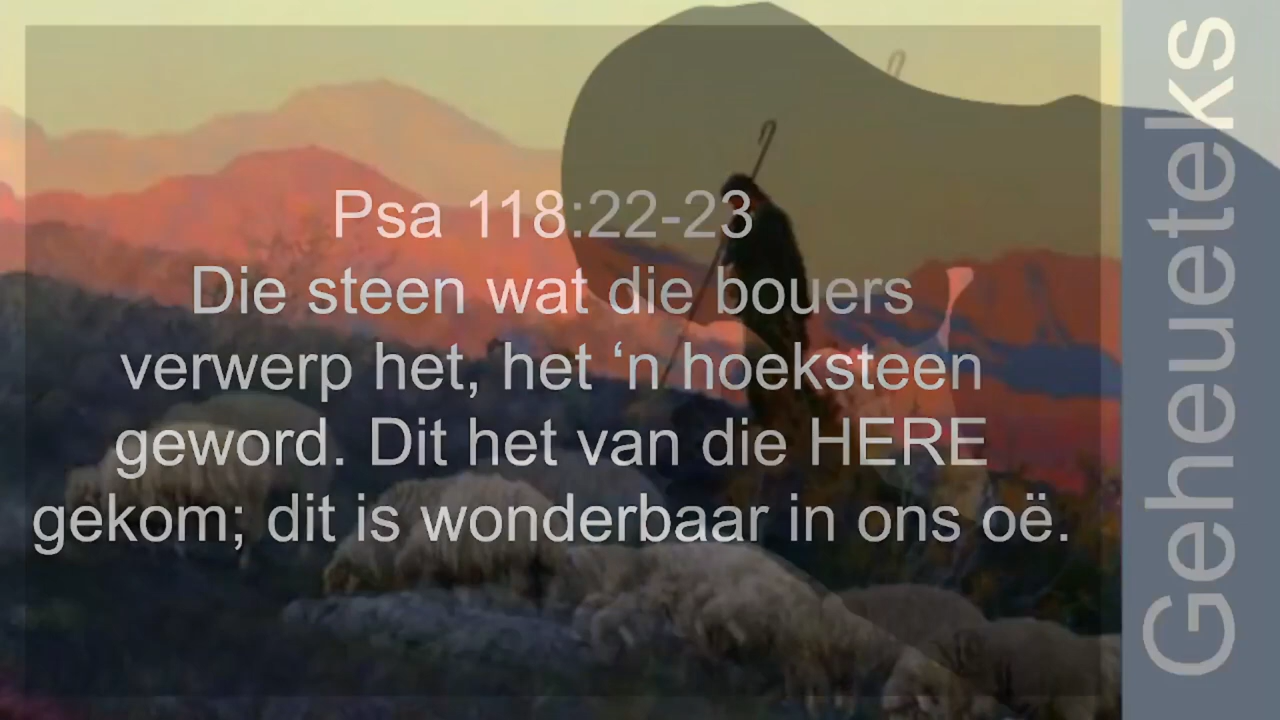 Psa 118:22-23
Die steen wat die bouers
verwerp het, het ‘n hoeksteen
geword. Dit het van die HERE
gekom; dit is wonderbaar in ons oë.
Geheueteks